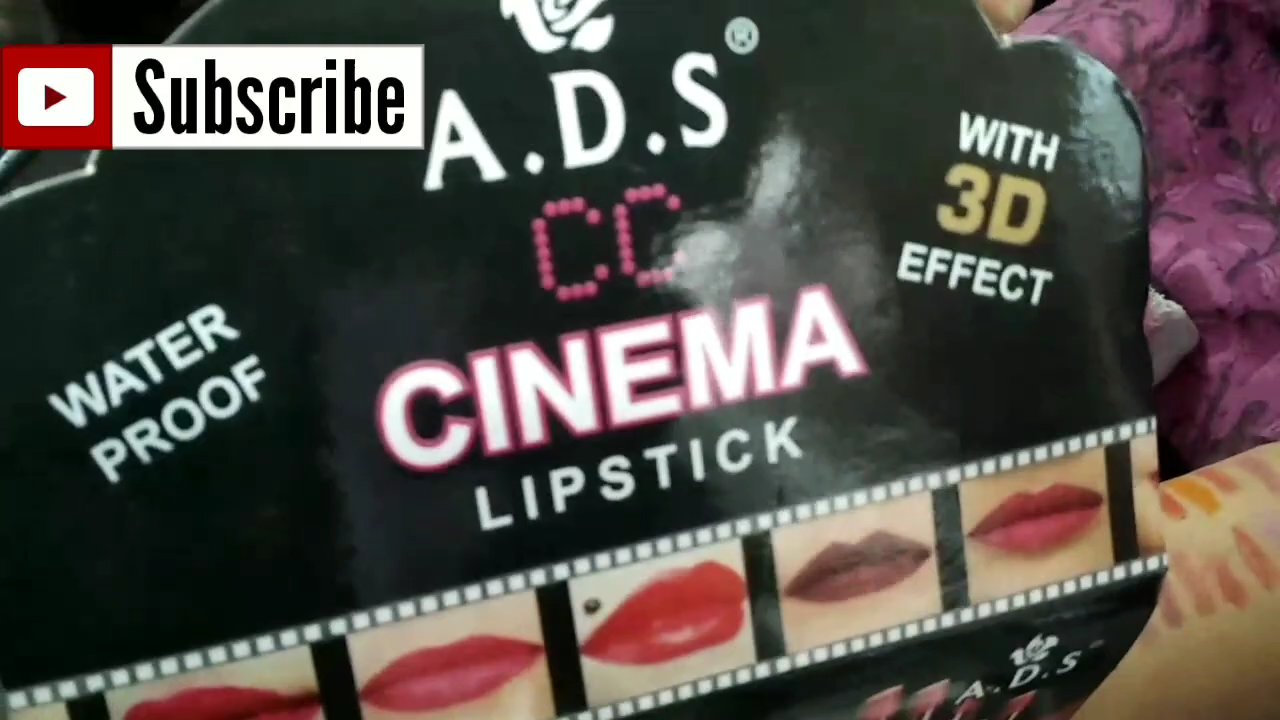 Subscribe
A.D.S®
CC
CINEMA
LIPSTICK
WATER
PROOF
WITH
3D
EFFECT
A.D.S